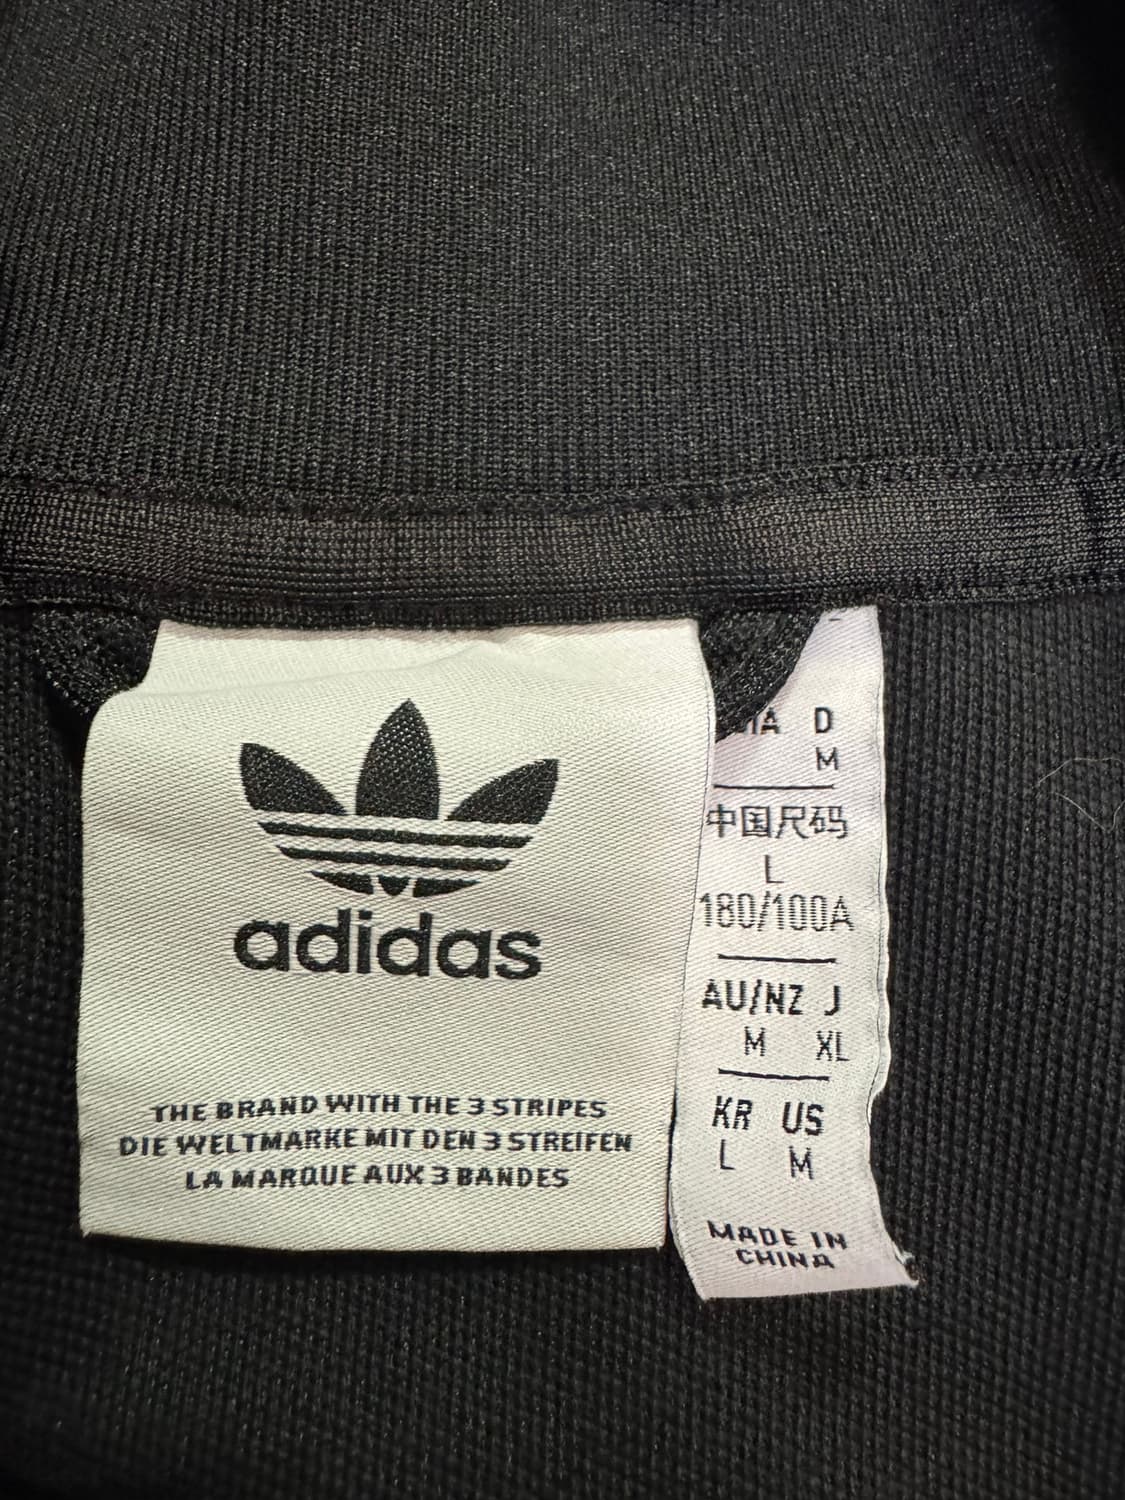 adidas
THE BRAND WITH THE 3 STRIPES
DIE WELTMARKE MIT DEN 3 STREIFEN
LA MARQUE AUX 3 BANDES
D
M
中国尺码
L
180/100A
AU/NZ J
M XL
KR US
L M
MADE IN
CHINA